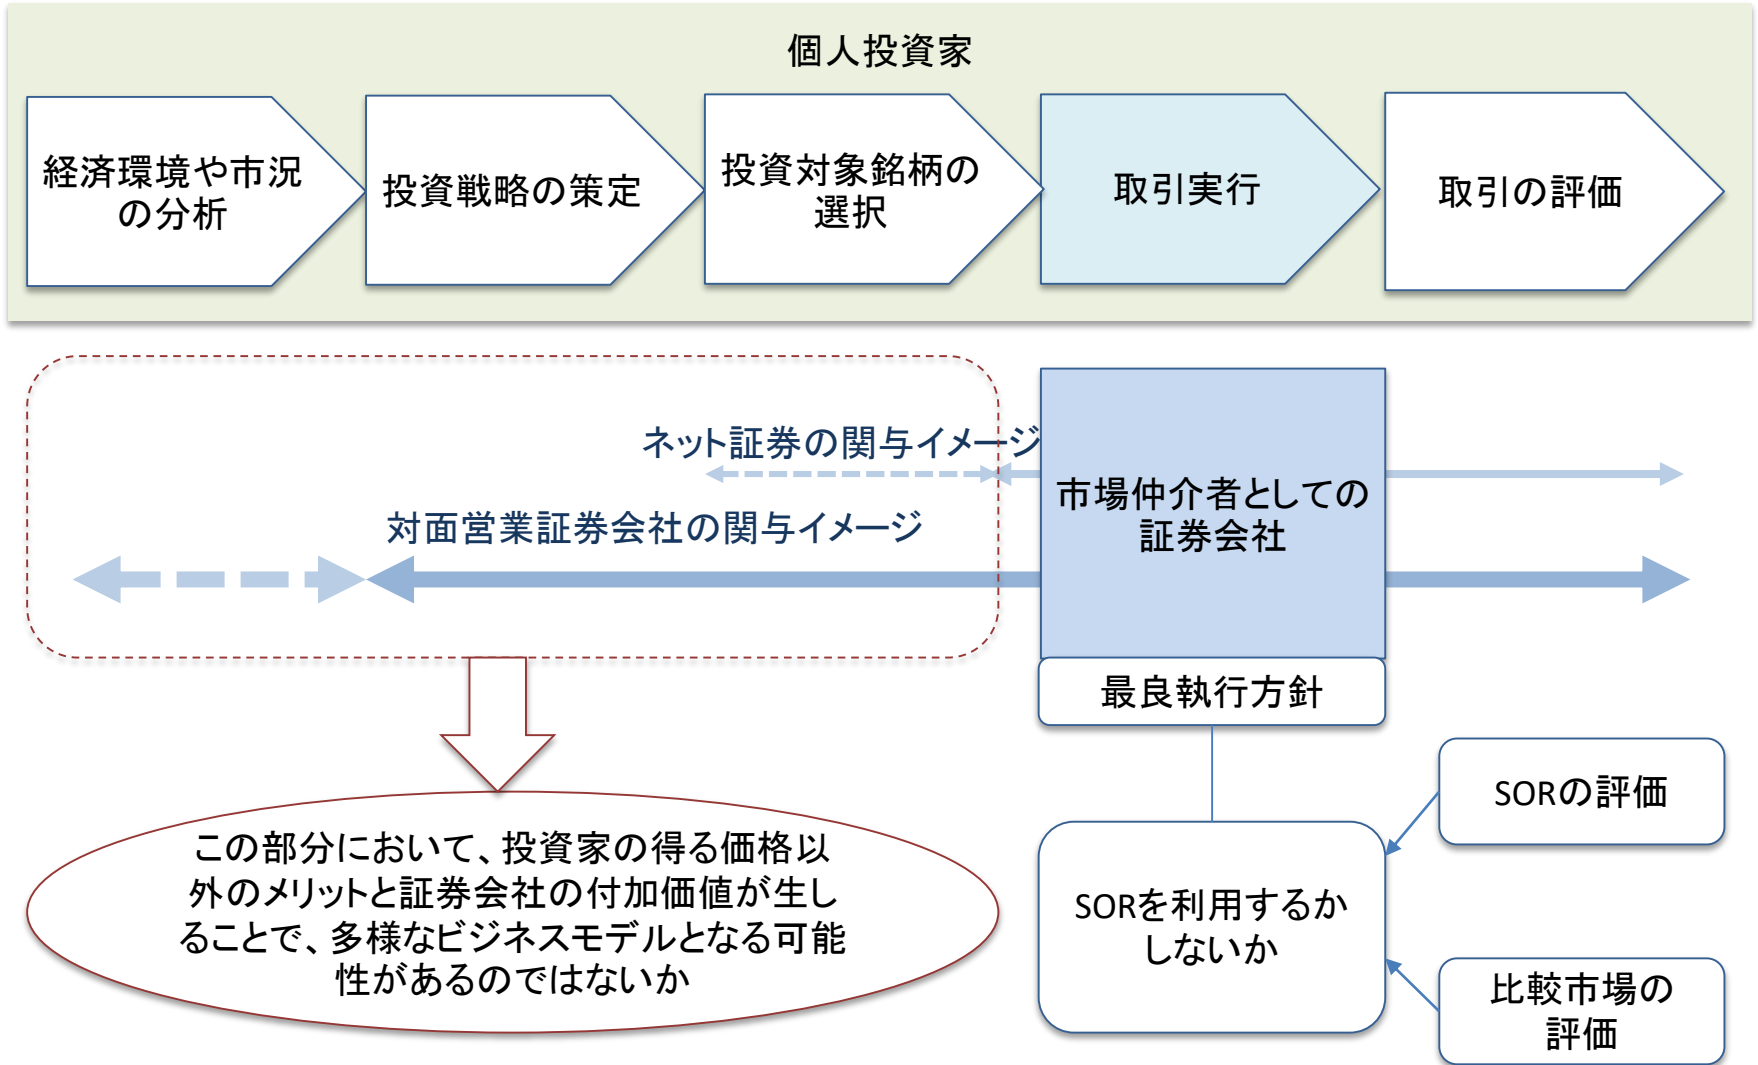 個人投資家
経済環境や市況
の分析
投資戦略の策定
投資対象銘柄の
選択
取引実行
取引の評価
ネット証券の関与イメージ
対面営業証券会社の関与イメージ
市場仲介者としての
証券会社
最良執行方針
この部分において、投資家の得る価格以
外のメリットと証券会社の付加価値が生し
ることで、多様なビジネスモデルとなる可能
性があるのではないか
SORを利用するか
しないか
SORの評価
比較市場の
評価